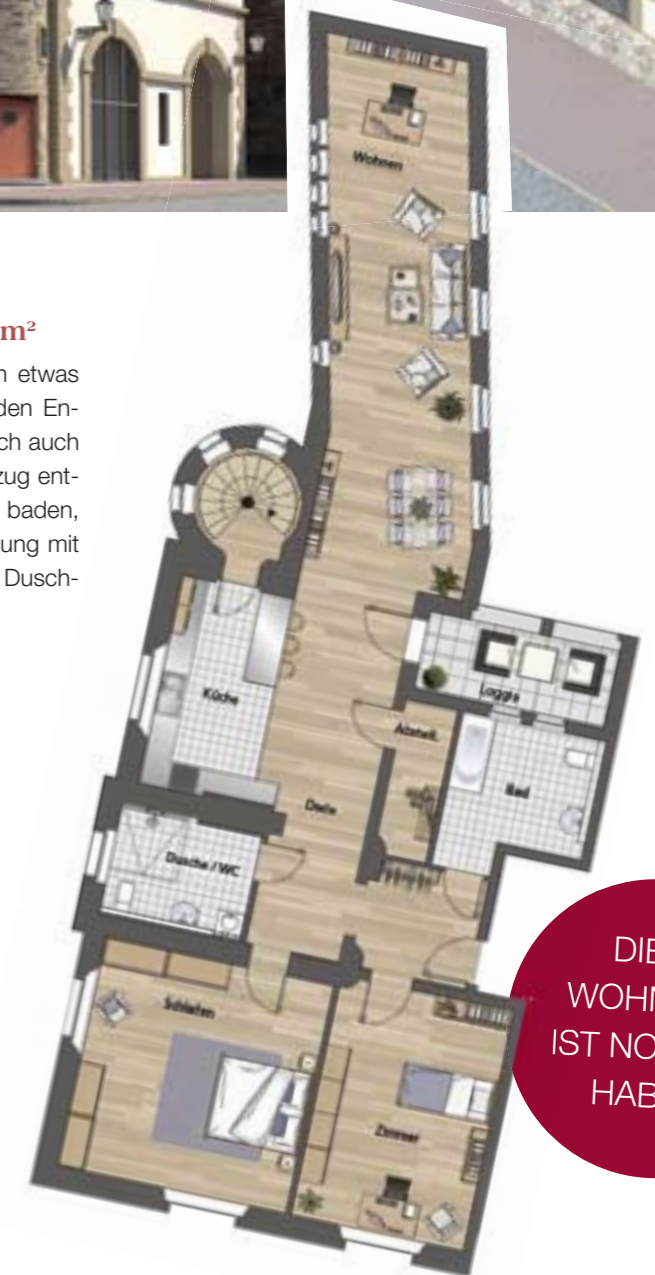 m²
n etwas
den En-
ch auch
zug ent-
baden,
ung mit
Dusch-
Wohnen
Küche
Loggia
Abstell.
Bad
Diele
Dusche / WC
Schlafen
Zimmer
DIE
WOHN
IST NO
HAB